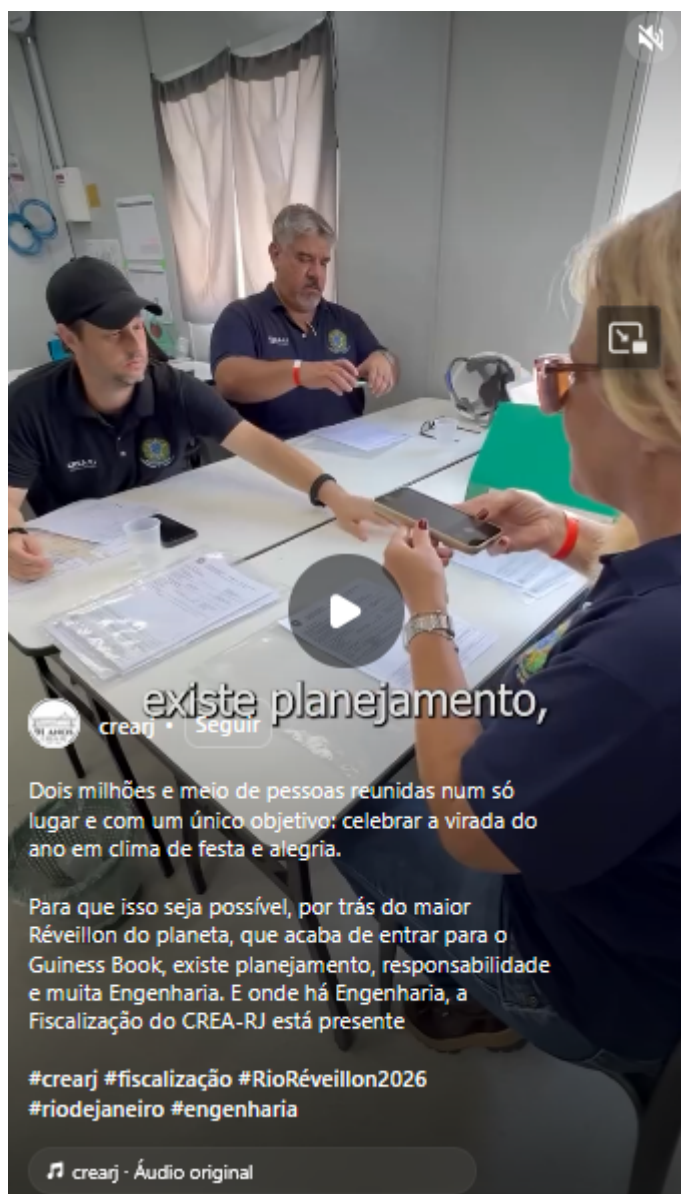 existe planejamento,
crearj • Seguir
Dois milhões e meio de pessoas reunidas num só
lugar e com um único objetivo: celebrar a virada do
ano em clima de festa e alegria.
Para que isso seja possível, por trás do maior
Réveillon do planeta, que acaba de entrar para o
Guiness Book, existe planejamento, responsabilidade
e muita Engenharia. E onde há Engenharia, a
Fiscalização do CREA-RJ está presente
#crearj #fiscalização #RioRéveillon2026
#riodejaneiro #engenharia
crearj · Áudio original